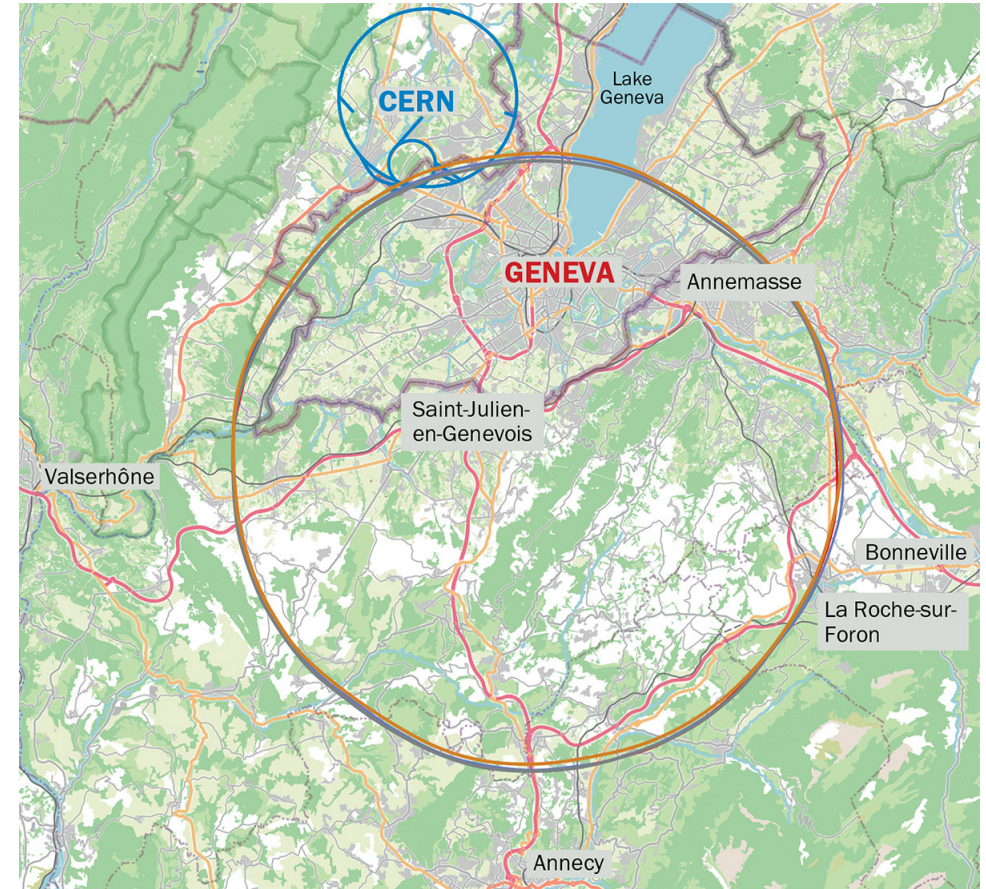 Lake
Geneva
CERN
GENEVA
Annemasse
Saint-Julien-
en-Genevois
Valserhône
Bonneville
La Roche-sur-
Foron
Annecy